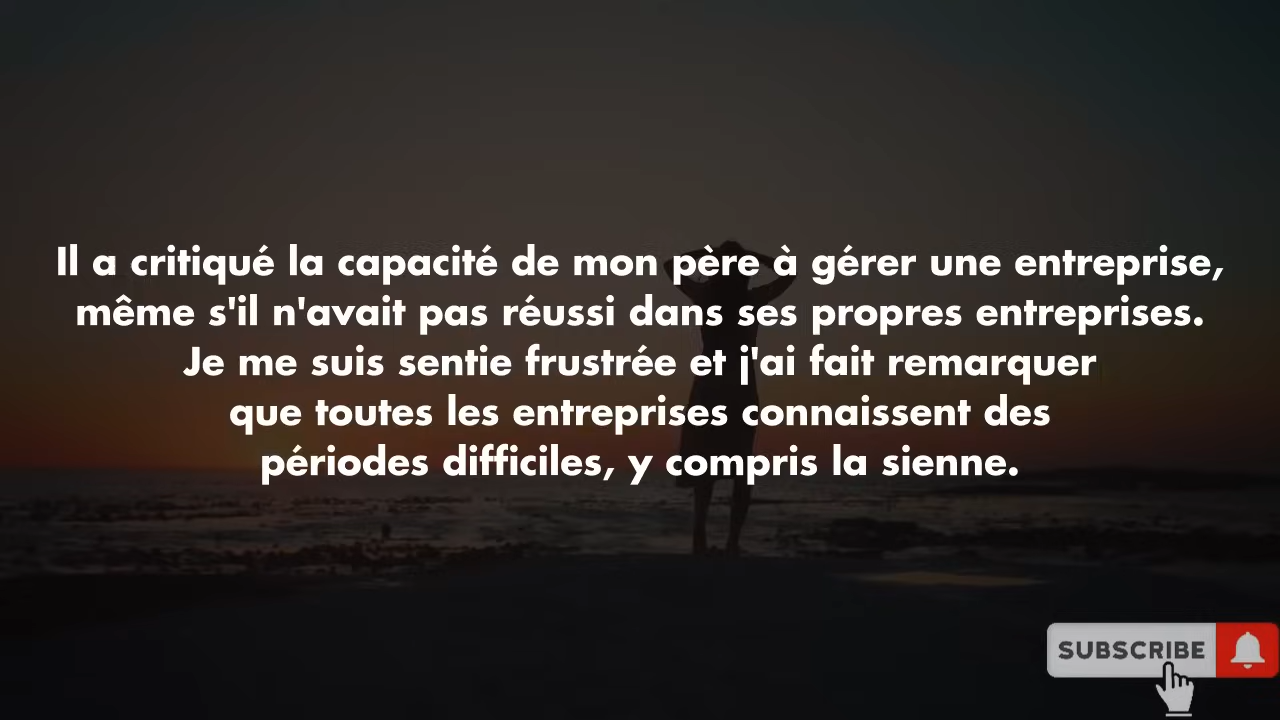 Il a critiqué la capacité de mon père à gérer une entreprise,
même s'il n'avait pas réussi dans ses propres entreprises.
Je me suis sentie frustrée et j'ai fait remarquer
que toutes les entreprises connaissent des
périodes difficiles, y compris la sienne.
SUBSCRIBE